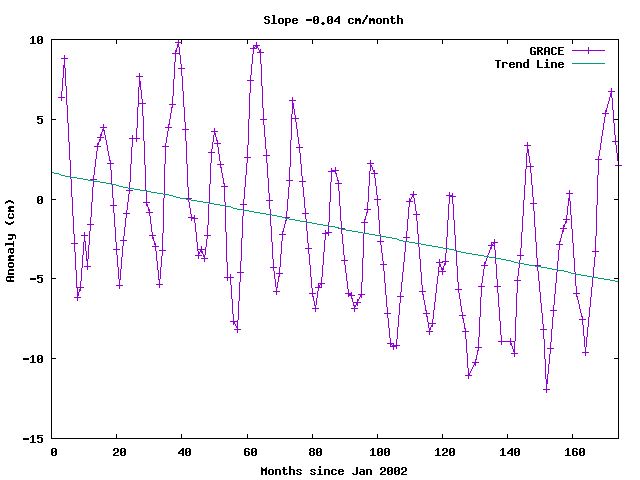 Slope -0.04 cm/month
GRACE
Trend Line
10
5
0
-5
-10
-15
Anomaly (cm)
0 20 40 60 80 100 120 140 160
Months since Jan 2002